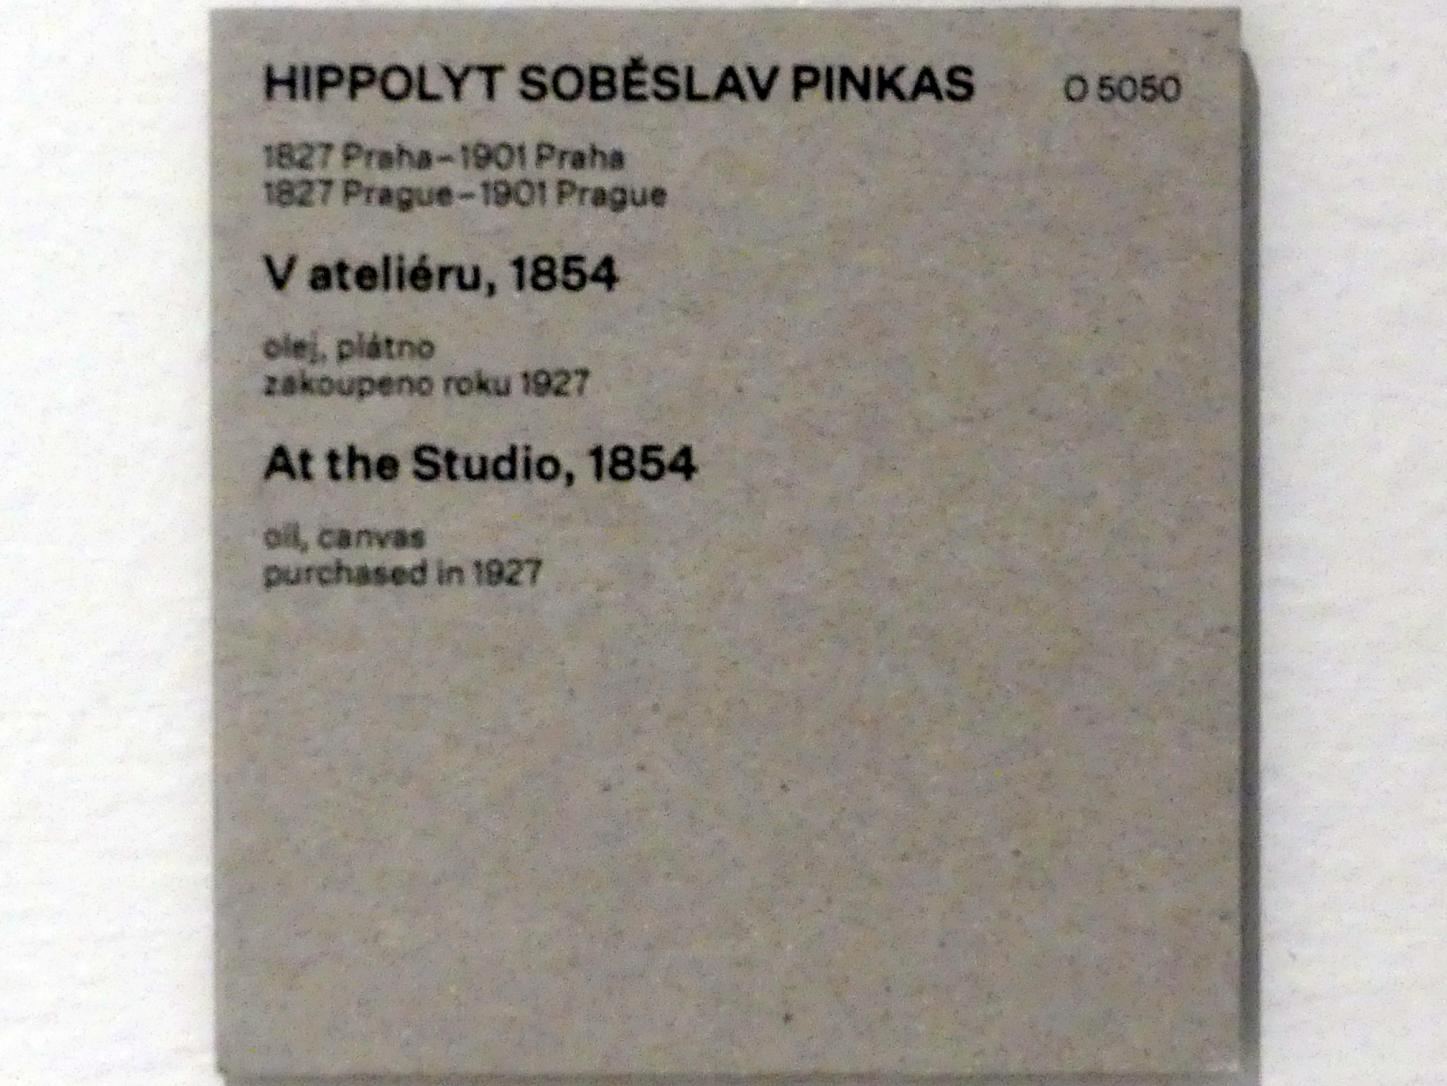 HIPPOLYT SOBĚSLAV PINKAS O 5050
1827 Praha–1901 Praha
1827 Prague–1901 Prague
V ateliéru, 1854
olej, plátno
zakoupeno roku 1927
At the Studio, 1854
oil, canvas
purchased in 1927